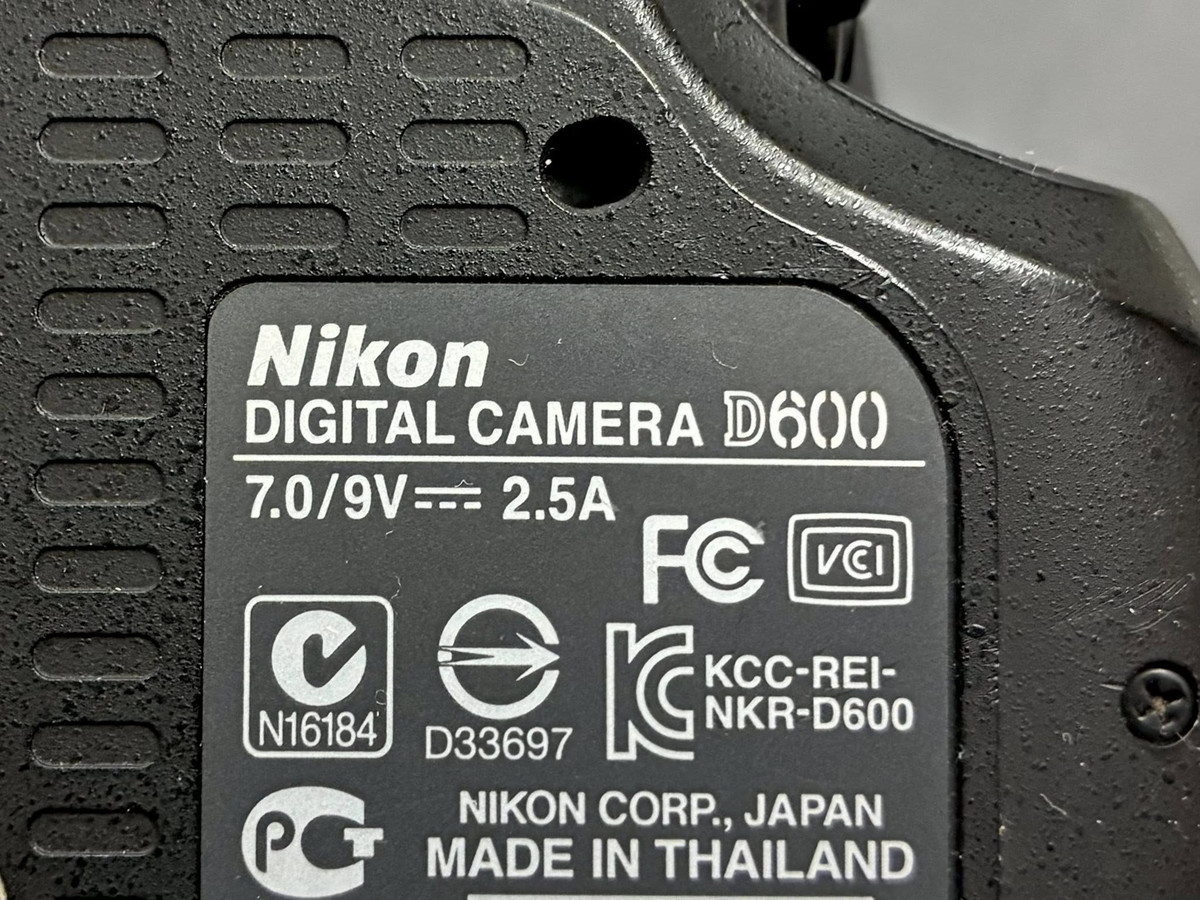 Nikon
DIGITAL CAMERA D600
7.0/9V⎓ 2.5A
FC VCI
N16184
D33697
KCC-REI-
NKR-D600
PCT
NIKON CORP., JAPAN
MADE IN THAILAND